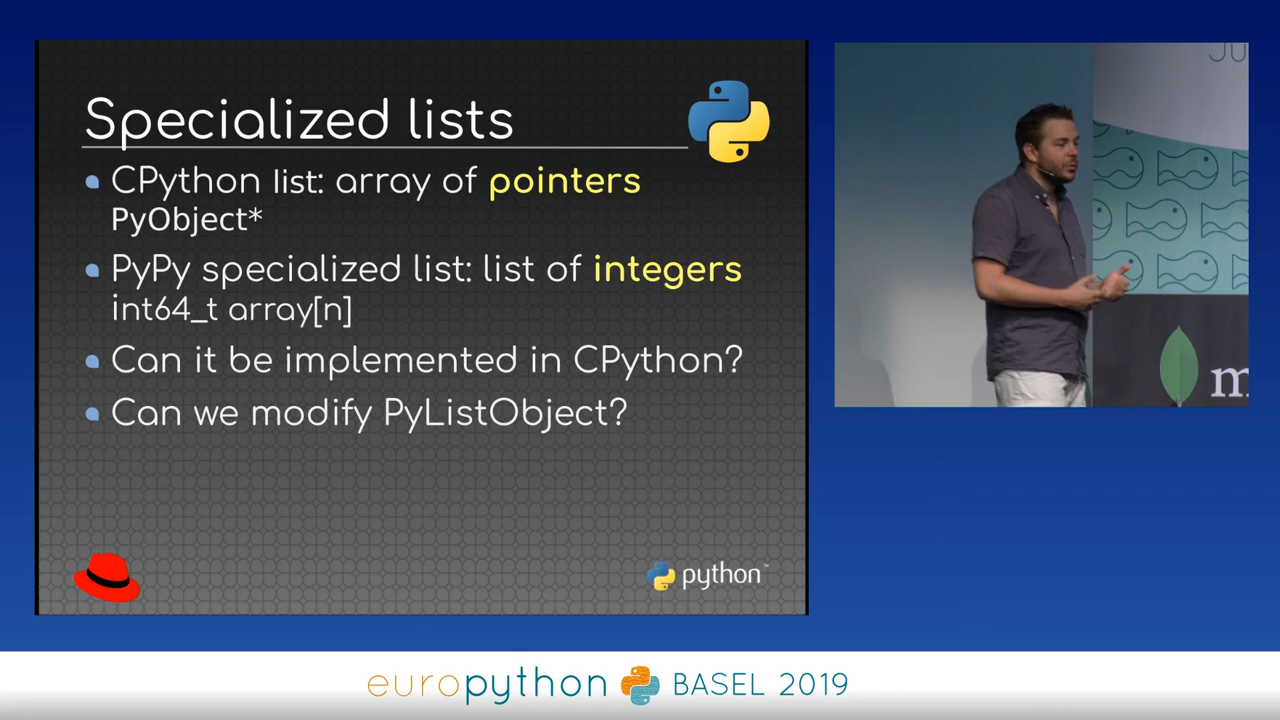 Specialized lists
CPython list: array of pointers
PyObject*
PyPy specialized list: list of integers
int64_t array[n]
Can it be implemented in CPython?
Can we modify PyListObject?
python™
europython BASEL 2019